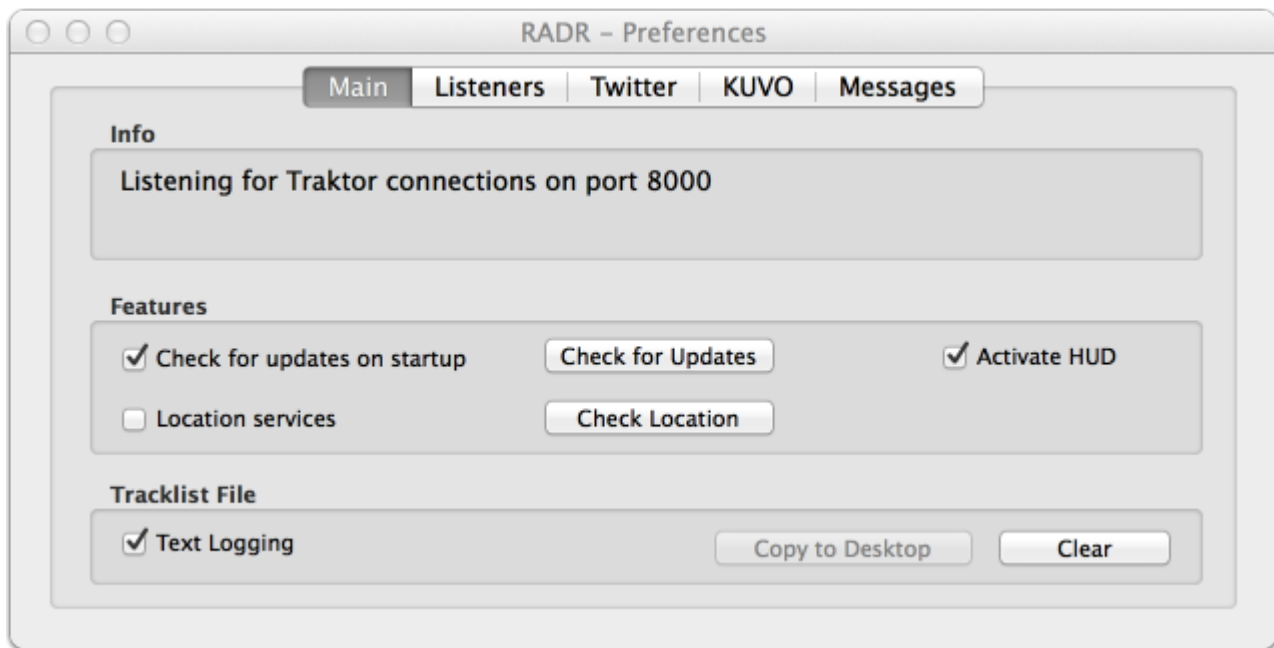 RADR – Preferences
Main Listeners Twitter KUVO Messages
Info
Listening for Traktor connections on port 8000
Features
Check for updates on startup Check for Updates Activate HUD
Location services Check Location
Tracklist File
Text Logging Copy to Desktop Clear